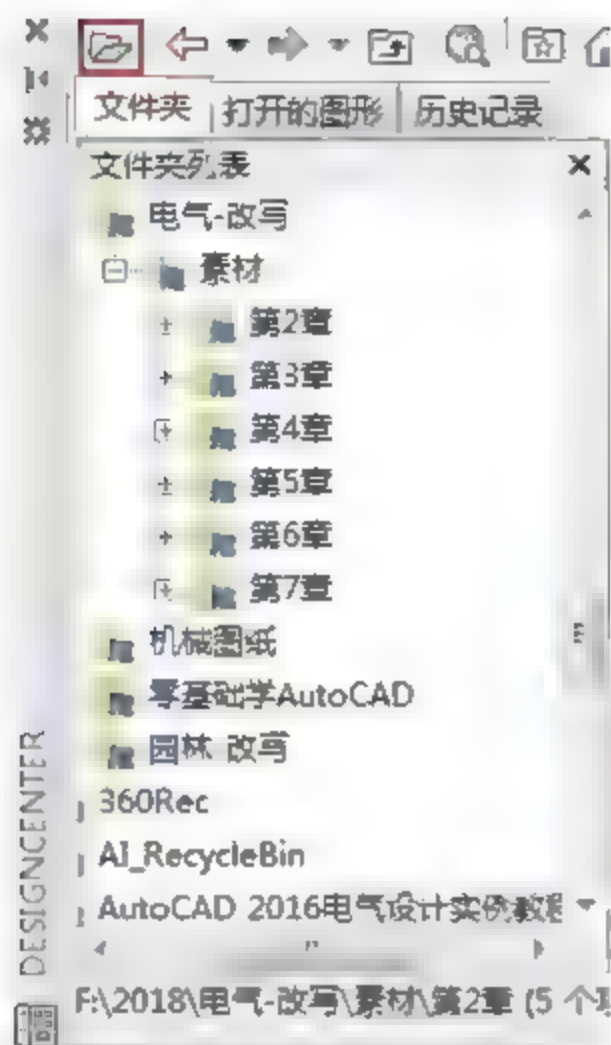 文件夹 打开的图形 历史记录
文件夹列表
电气-改写
素材
第2章
第3章
第4章
第5章
第6章
第7章
机械图纸
零基础学AutoCAD
园林 改写
360Rec
AI_RecycleBin
AutoCAD 2016电气设计实例教程
F:\2018\电气-改写\素材\第2章 (5 个项
DESIGNCENTER